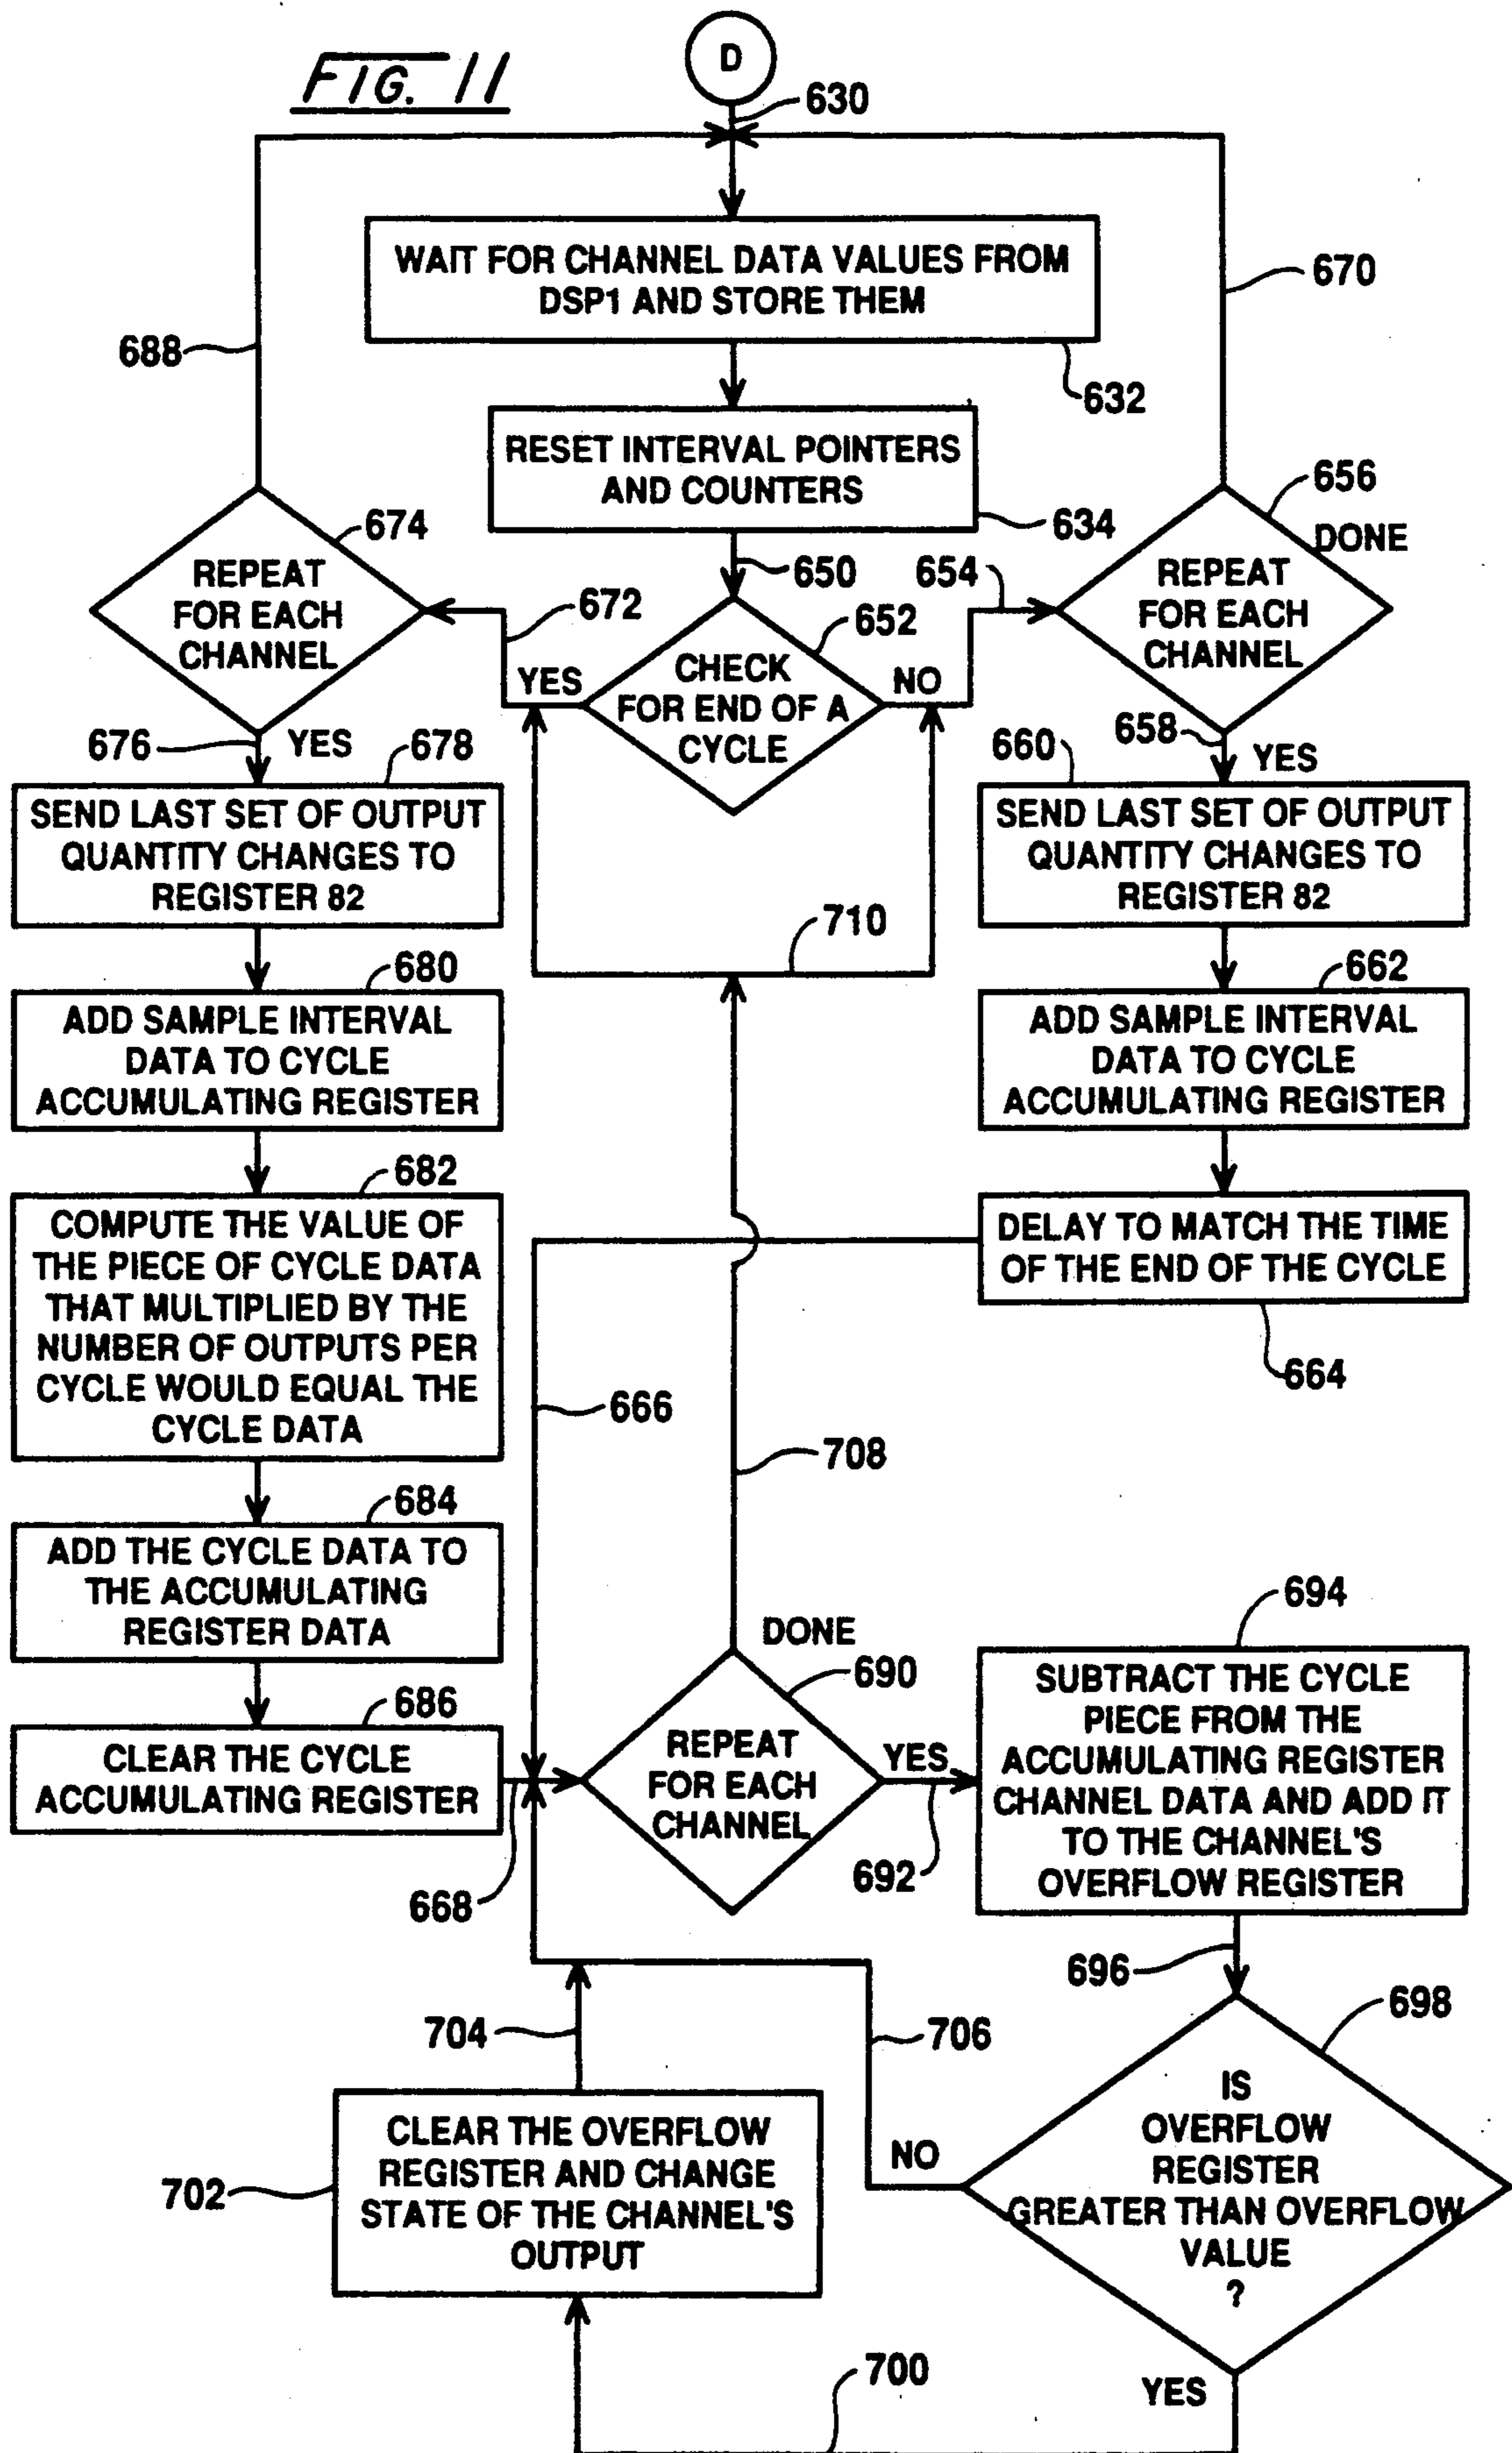 FIG. 11
D
630
WAIT FOR CHANNEL DATA VALUES FROM
DSP1 AND STORE THEM
632
670
688
RESET INTERVAL POINTERS
AND COUNTERS
634
656
DONE
REPEAT
FOR EACH
CHANNEL
674
REPEAT
FOR EACH
CHANNEL
650
654
672
652
YES
CHECK
FOR END OF A
CYCLE
NO
676
YES
678
658
YES
660
SEND LAST SET OF OUTPUT
QUANTITY CHANGES TO
REGISTER 82
SEND LAST SET OF OUTPUT
QUANTITY CHANGES TO
REGISTER 82
710
680
ADD SAMPLE INTERVAL
DATA TO CYCLE
ACCUMULATING REGISTER
662
ADD SAMPLE INTERVAL
DATA TO CYCLE
ACCUMULATING REGISTER
682
COMPUTE THE VALUE OF
THE PIECE OF CYCLE DATA
THAT MULTIPLIED BY THE
NUMBER OF OUTPUTS PER
CYCLE WOULD EQUAL THE
CYCLE DATA
DELAY TO MATCH THE TIME
OF THE END OF THE CYCLE
664
666
708
684
ADD THE CYCLE DATA TO
THE ACCUMULATING
REGISTER DATA
686
CLEAR THE CYCLE
ACCUMULATING REGISTER
668
DONE
690
REPEAT
FOR EACH
CHANNEL
YES
692
694
SUBTRACT THE CYCLE
PIECE FROM THE
ACCUMULATING REGISTER
CHANNEL DATA AND ADD IT
TO THE CHANNEL'S
OVERFLOW REGISTER
696
698
IS
OVERFLOW
REGISTER
GREATER THAN OVERFLOW
VALUE
?
NO
YES
704
706
CLEAR THE OVERFLOW
REGISTER AND CHANGE
STATE OF THE CHANNEL'S
OUTPUT
702
700